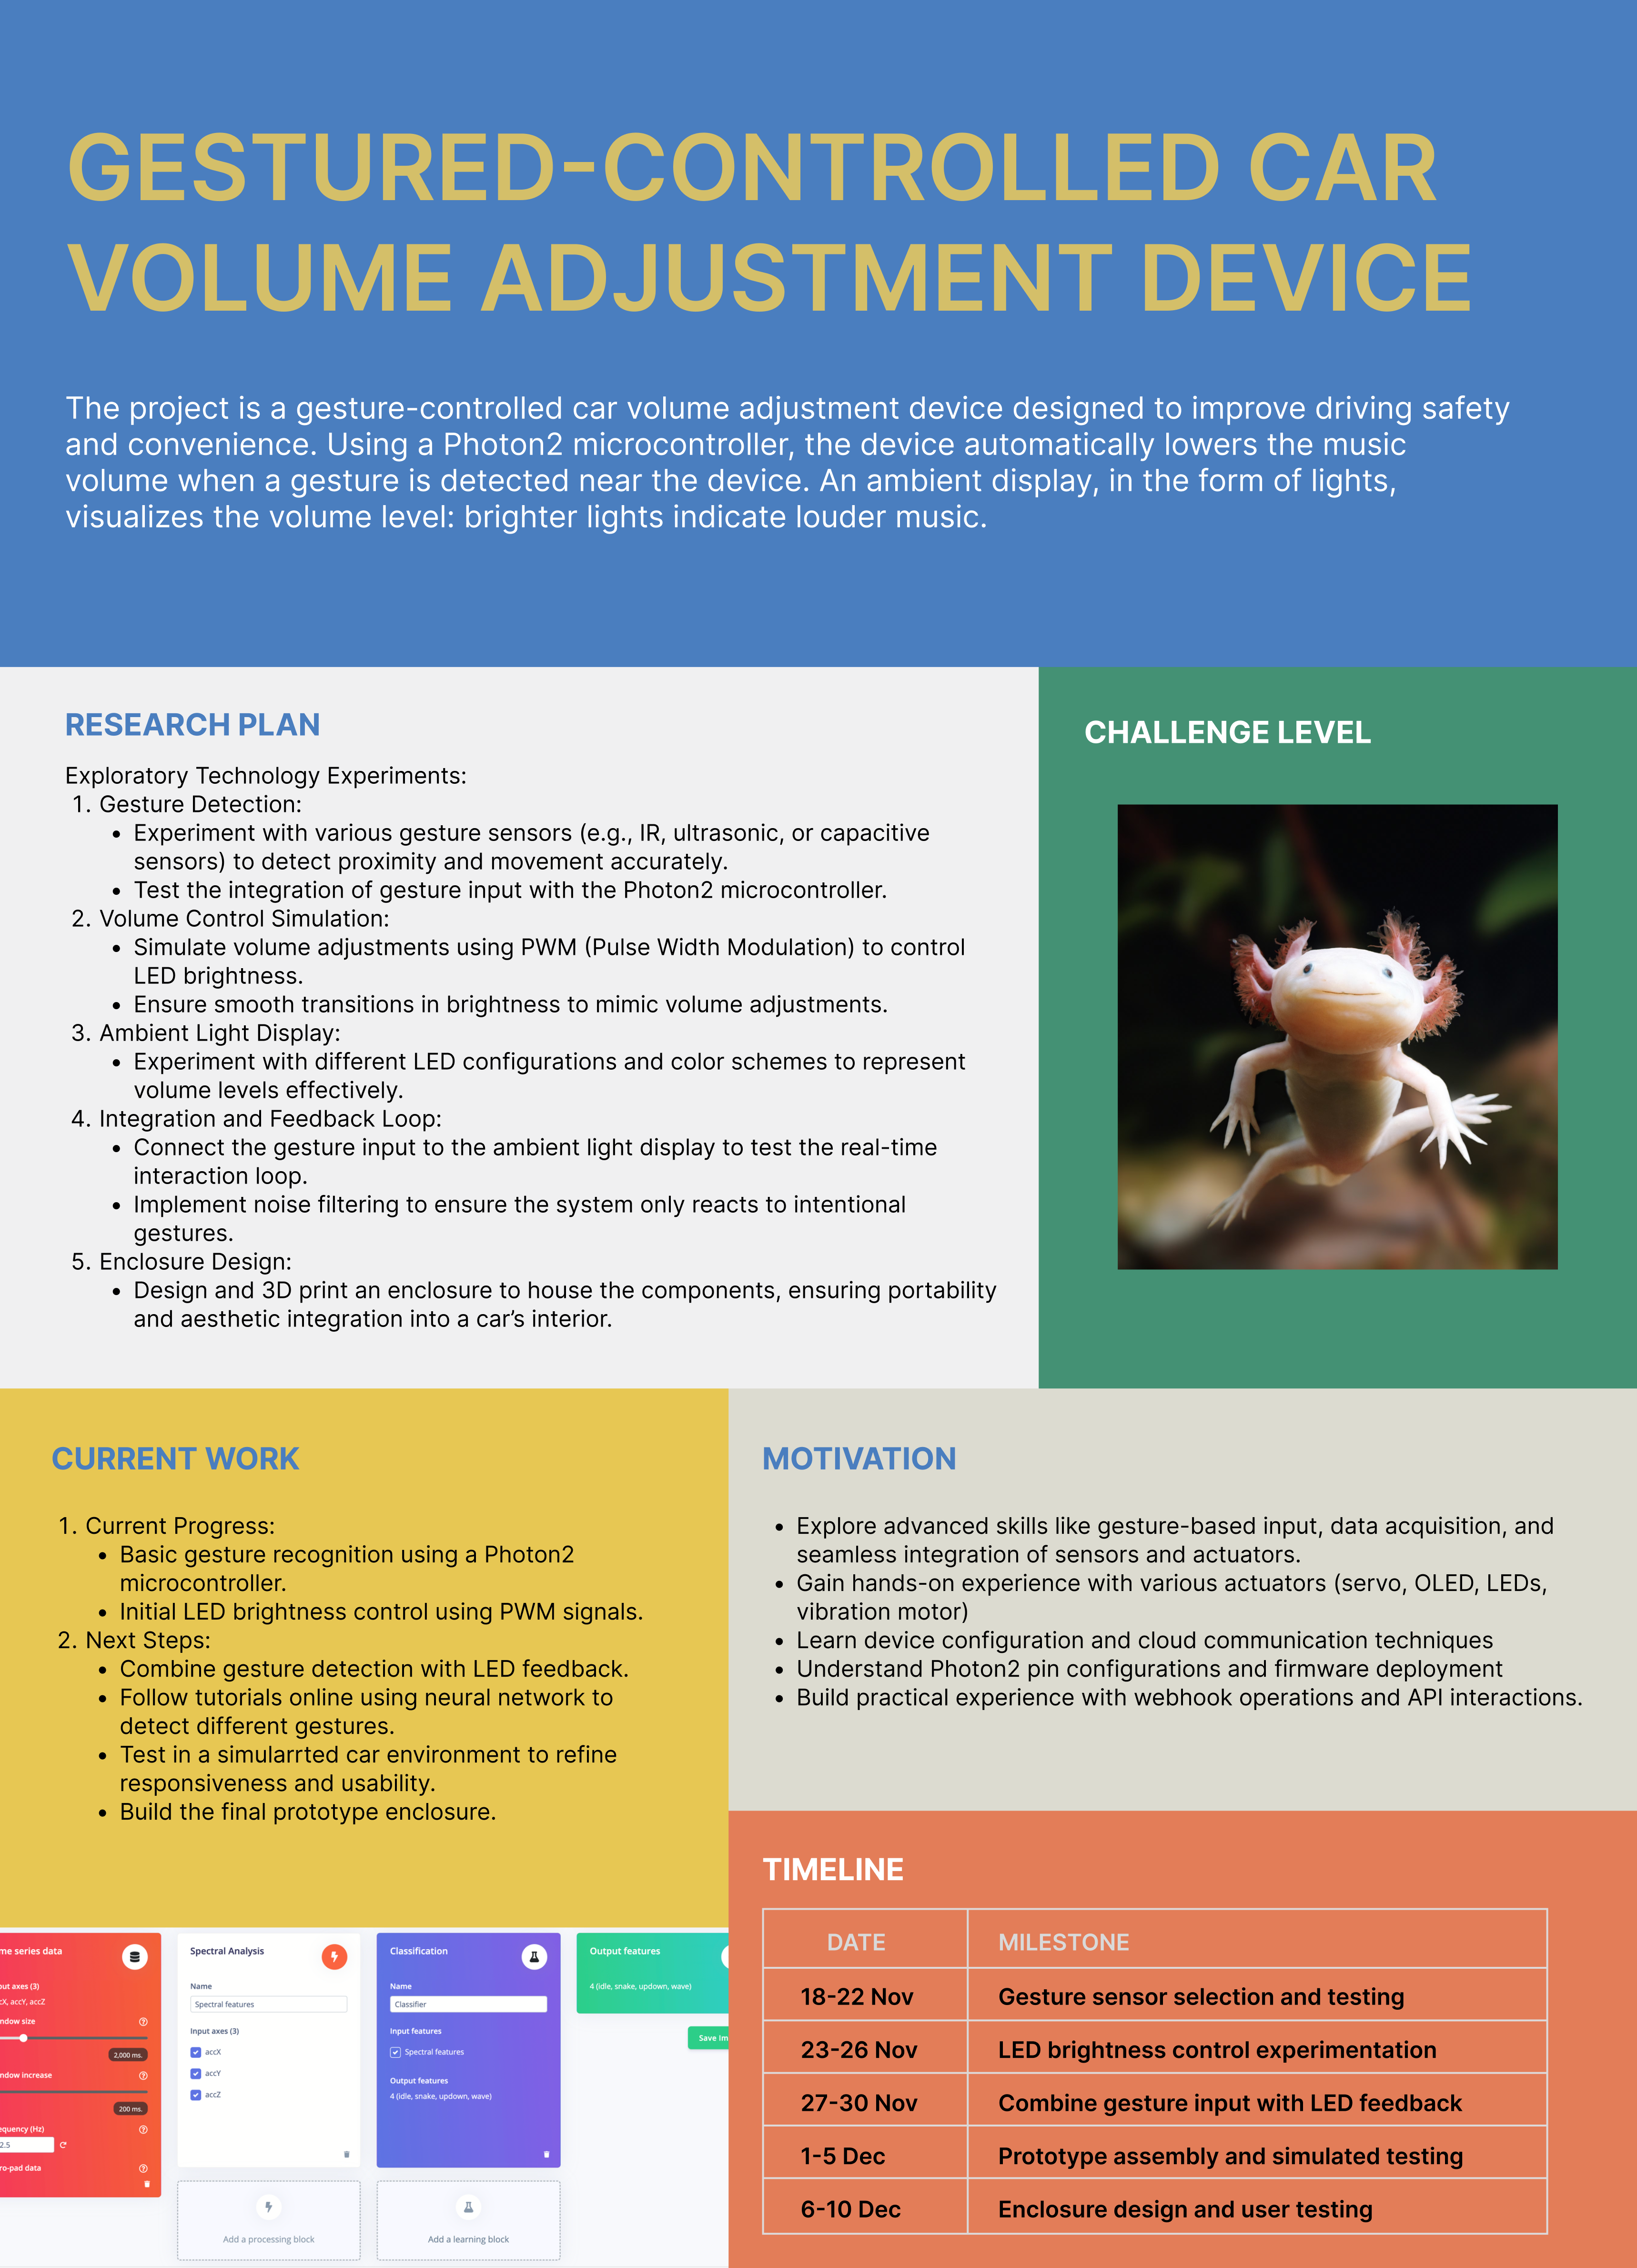 GESTURED-CONTROLLED CAR
VOLUME ADJUSTMENT DEVICE
The project is a gesture-controlled car volume adjustment device designed to improve driving safety
and convenience. Using a Photon2 microcontroller, the device automatically lowers the music
volume when a gesture is detected near the device. An ambient display, in the form of lights,
visualizes the volume level: brighter lights indicate louder music.
RESEARCH PLAN
Exploratory Technology Experiments:
1. Gesture Detection:
• Experiment with various gesture sensors (e.g., IR, ultrasonic, or capacitive
sensors) to detect proximity and movement accurately.
• Test the integration of gesture input with the Photon2 microcontroller.
2. Volume Control Simulation:
• Simulate volume adjustments using PWM (Pulse Width Modulation) to control
LED brightness.
• Ensure smooth transitions in brightness to mimic volume adjustments.
3. Ambient Light Display:
• Experiment with different LED configurations and color schemes to represent
volume levels effectively.
4. Integration and Feedback Loop:
• Connect the gesture input to the ambient light display to test the real-time
interaction loop.
• Implement noise filtering to ensure the system only reacts to intentional
gestures.
5. Enclosure Design:
• Design and 3D print an enclosure to house the components, ensuring portability
and aesthetic integration into a car’s interior.
CHALLENGE LEVEL
CURRENT WORK
1. Current Progress:
• Basic gesture recognition using a Photon2
microcontroller.
• Initial LED brightness control using PWM signals.
2. Next Steps:
• Combine gesture detection with LED feedback.
• Follow tutorials online using neural network to
detect different gestures.
• Test in a simularrted car environment to refine
responsiveness and usability.
• Build the final prototype enclosure.
MOTIVATION
• Explore advanced skills like gesture-based input, data acquisition, and
seamless integration of sensors and actuators.
• Gain hands-on experience with various actuators (servo, OLED, LEDs,
vibration motor)
• Learn device configuration and cloud communication techniques
• Understand Photon2 pin configurations and firmware deployment
• Build practical experience with webhook operations and API interactions.
TIMELINE
DATE MILESTONE
18-22 Nov Gesture sensor selection and testing
23-26 Nov LED brightness control experimentation
27-30 Nov Combine gesture input with LED feedback
1-5 Dec Prototype assembly and simulated testing
6-10 Dec Enclosure design and user testing
me series data
put axes (3)
cX, accY, accZ
ndow size
2,000 ms.
ndow increase
200 ms.
equency (Hz)
2.5
ro-pad data
Spectral Analysis
Name
Spectral features
Input axes (3)
accX
accY
accZ
Add a processing block
Classification
Name
Classifier
Input features
Spectral features
Output features
4 (idle, snake, updown, wave)
Add a learning block
Output features
4 (idle, snake, updown, wave)
Save Im